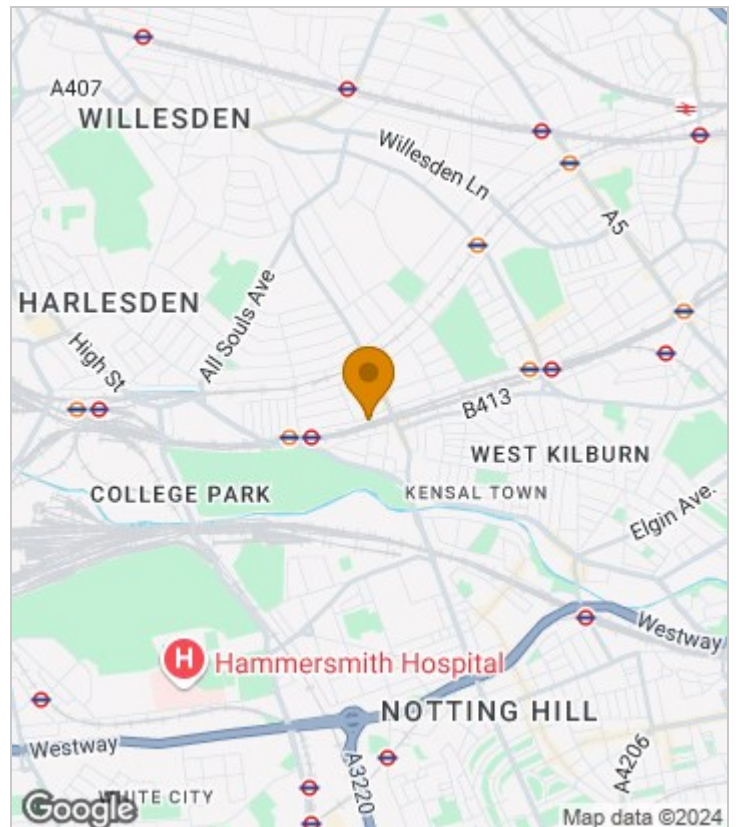 A407
WILLESDEN
Willesden Ln
A5
HARLESDEN
All Souls Ave
High St
B413
WEST KILBURN
COLLEGE PARK
KENSAL TOWN
Elgin Ave.
H
Hammersmith Hospital
Westway
NOTTING HILL
Westway
A3220
A4206
WHITE CITY
Google
Map data ©2024